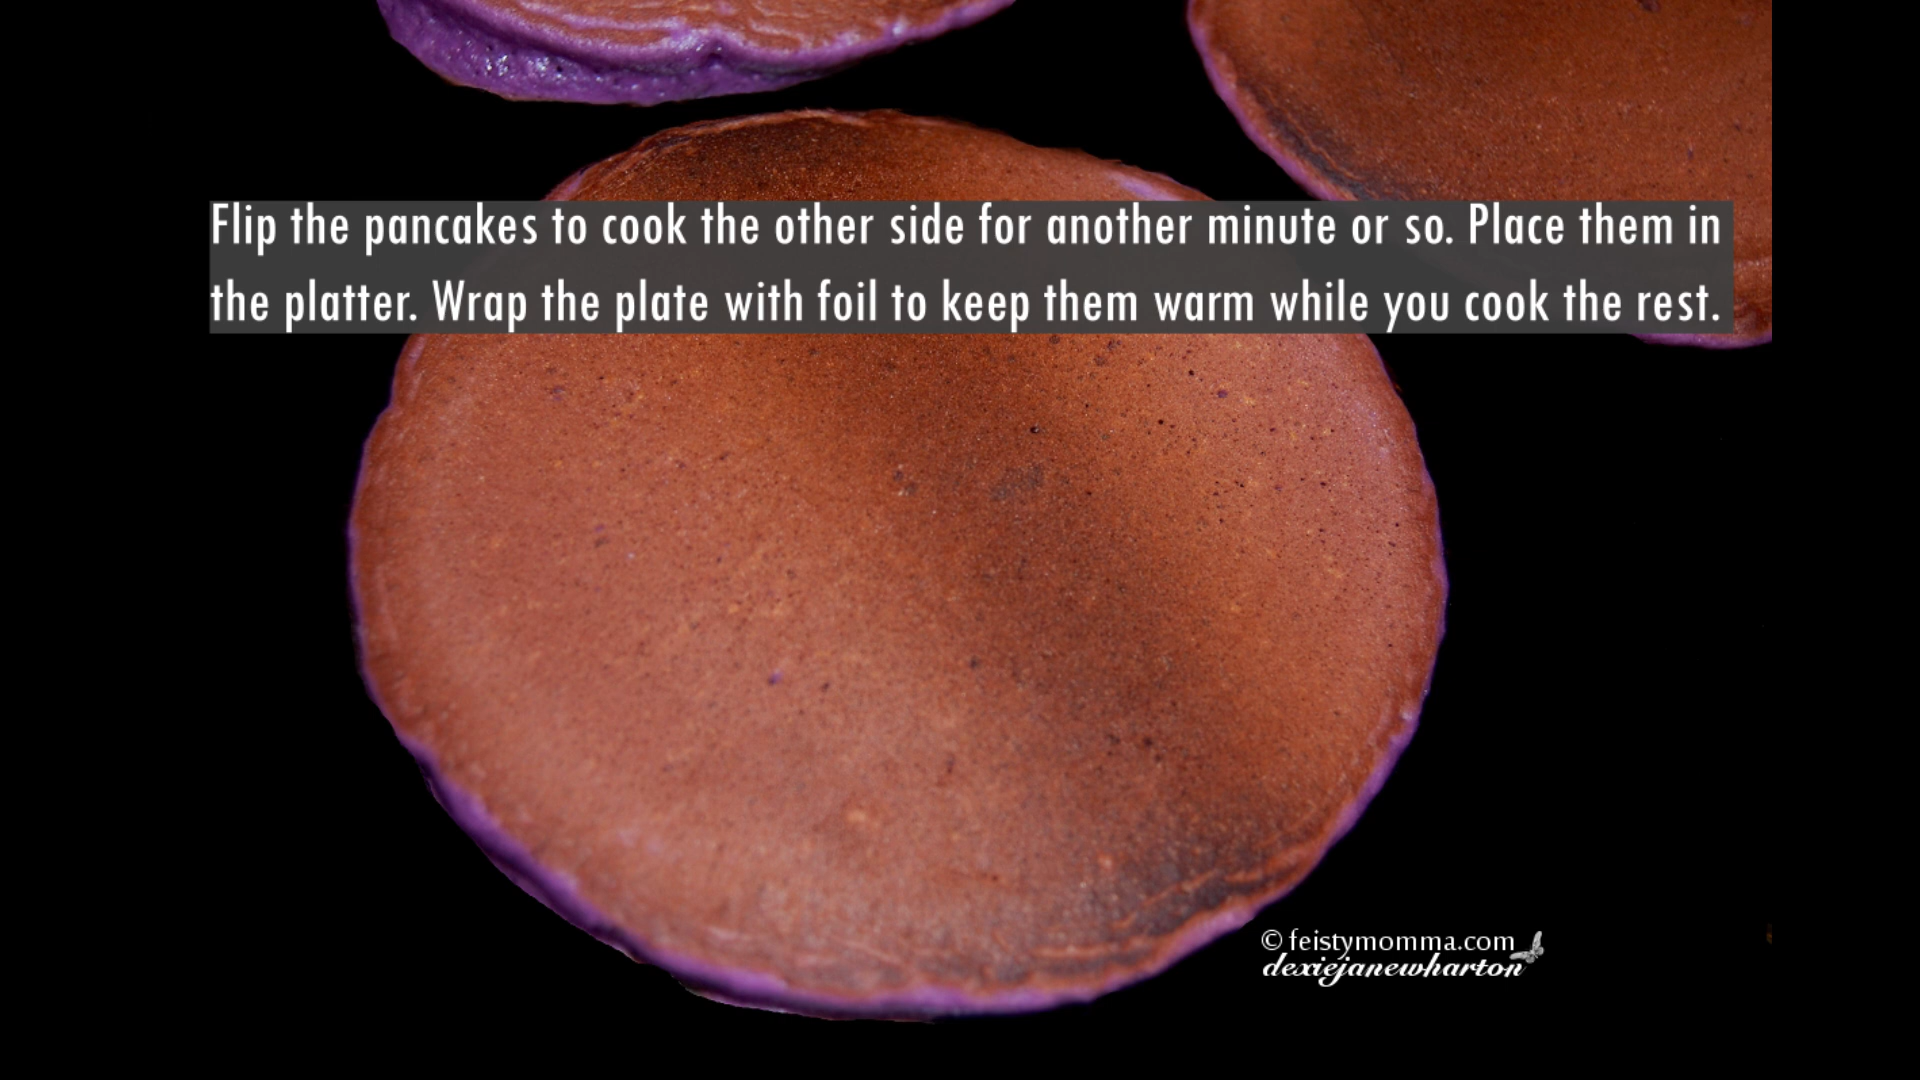 Flip the pancakes to cook the other side for another minute or so. Place them in
the platter. Wrap the plate with foil to keep them warm while you cook the rest.
© feistymomma.com
dexiejanewharton